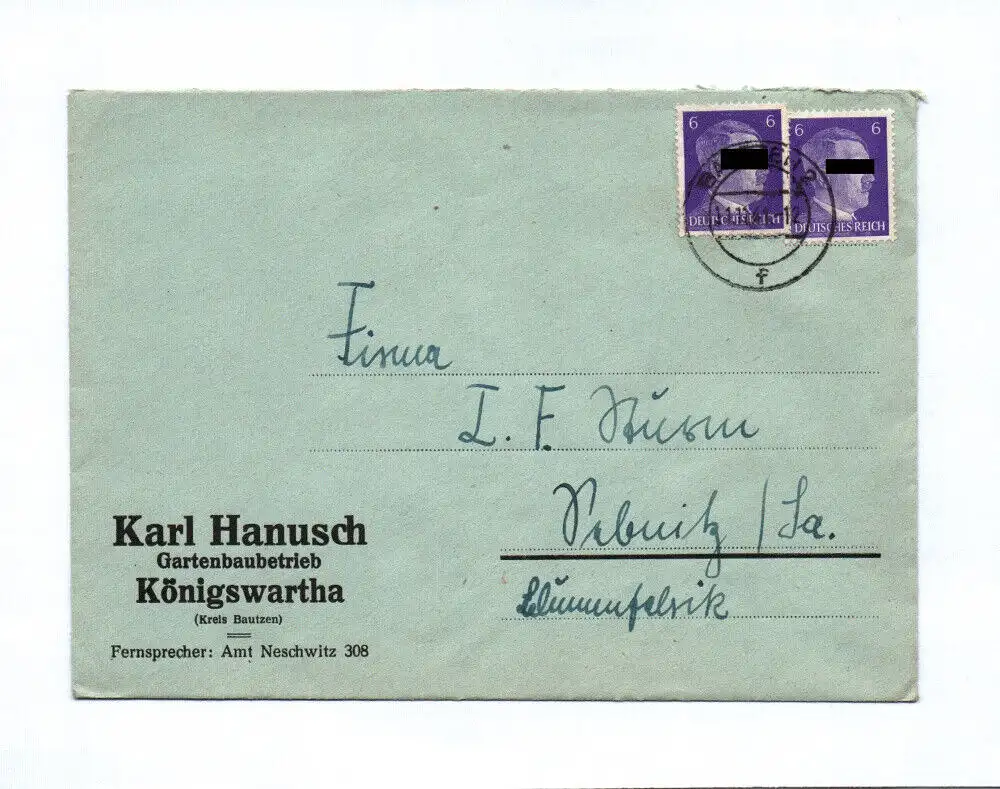 6 6
DEUTSCHES REICH
6 6
DEUTSCHES REICH
f
Firma
I. F. Sturm
Sebnitz / Sa.
Blumenfabrik
Karl Hanusch
Gartenbaubetrieb
Königswartha
(Kreis Bautzen)
Fernsprecher: Amt Neschwitz 308